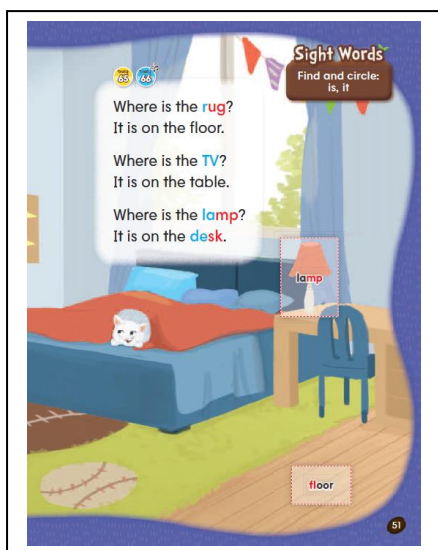 Sight Words
Find and circle:
is, it
65 66
Where is the rug?
It is on the floor.
Where is the TV?
It is on the table.
Where is the lamp?
It is on the desk.
lamp
floor
51